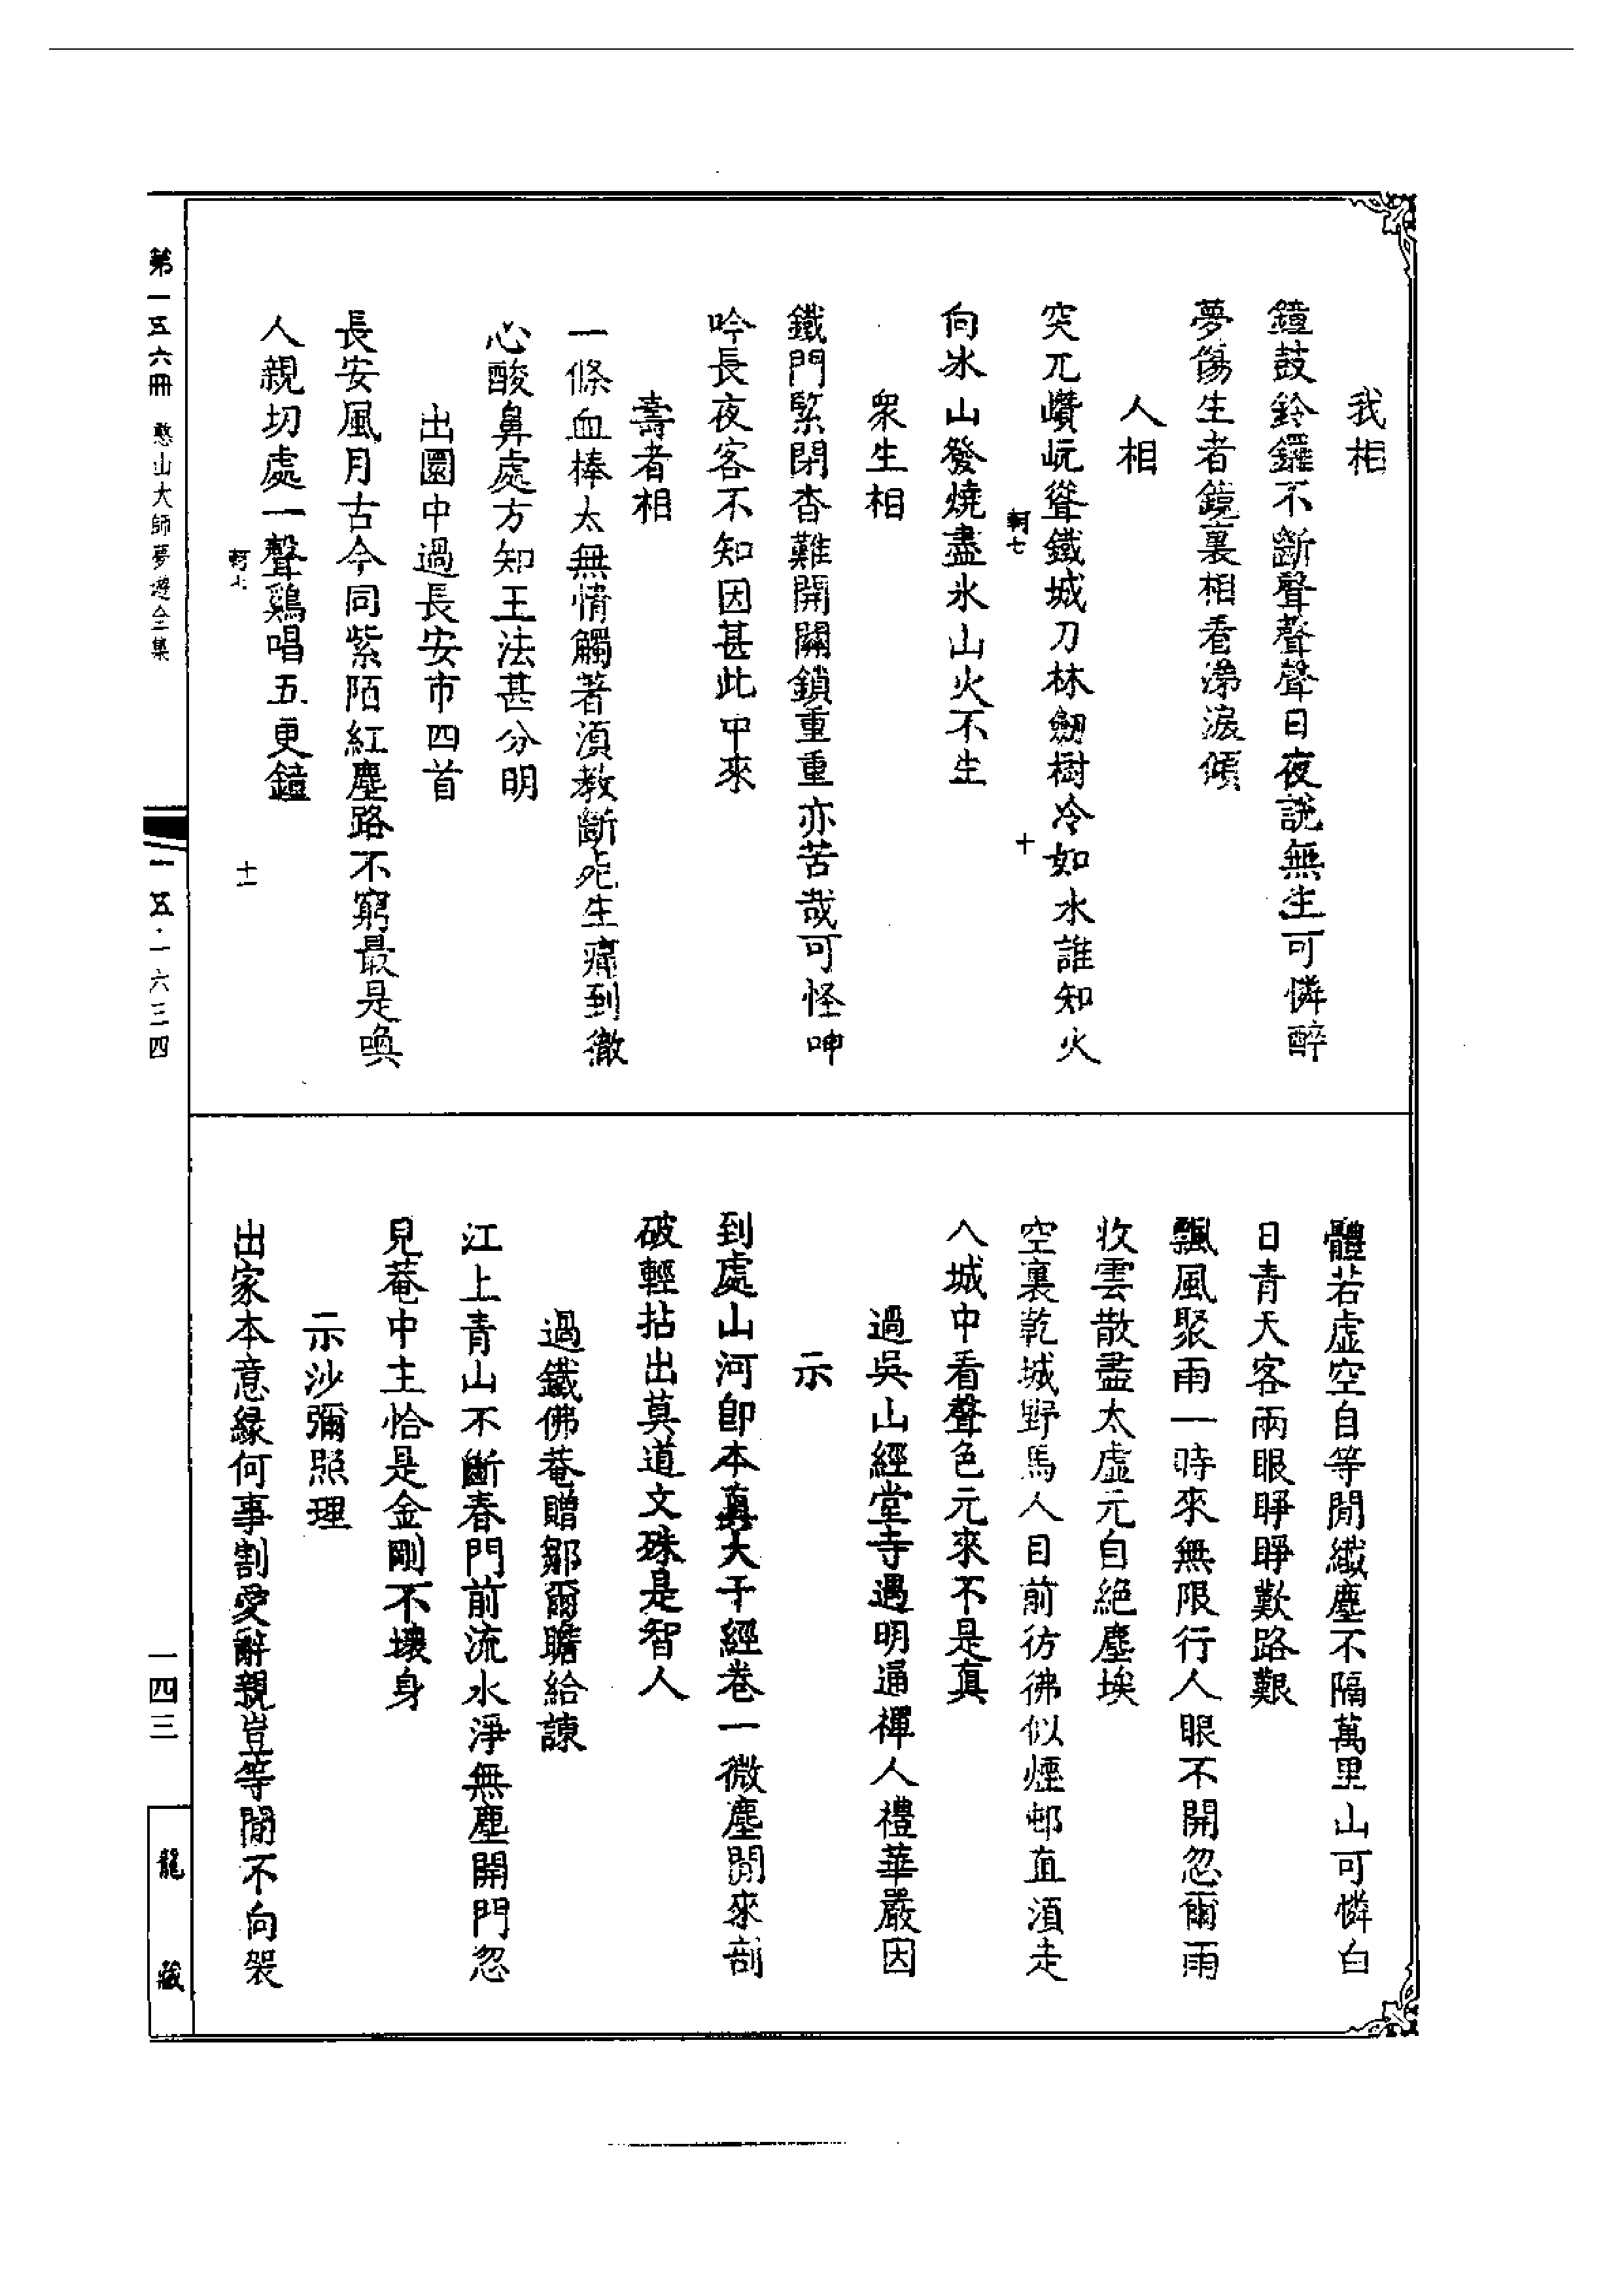 我相
鐘鼓鈴鑼不斷聲聲聲日夜說無生可憐醉
夢傷生者鏡裏相看涕淚傾
人相
突兀巑岏聳鐵城刀林劒樹冷如水誰知火
軻七
十
向冰山發燒盡氷山火不生
衆生相
鐵門緊閉杳難開關鎖重重亦苦哉可怪呻
吟長夜客不知因甚此中來
壽者相
一條血棒太無情觸著湏教斷死生痛到徹
心酸鼻處方知王法甚分明
出圜中過長安市四首
長安風月古今同紫陌紅塵路不窮最是喚
人親切處一聲鷄唱五更鐘
軻七
十一
體若虛空自等閒纖塵不隔萬里山可憐白
日青天客兩眼睜睜歎路艱
飄風聚雨一時來無限行人眼不開忽爾雨
收雲散盡太虛元自絕塵埃
空裏乾城野馬人目前彷彿似煙邨直湏走
入城中看聲色元來不是眞
過吳山經堂寺遇明通禪人禮華嚴因
示
到處山河卽本眞大千經卷一微塵閒來剖
破輕拈出莫道文殊是智人
過鐵佛菴贈鄒爾瞻給諫
江上青山不斷春門前流水淨無塵開門忽
見菴中主恰是金剛不壞身
示沙彌照理
出家本意緣何事割愛辭親豈等閒不向袈
第一五六冊 憨山大師夢遊全集
一五·一六三四
一四三
龍藏